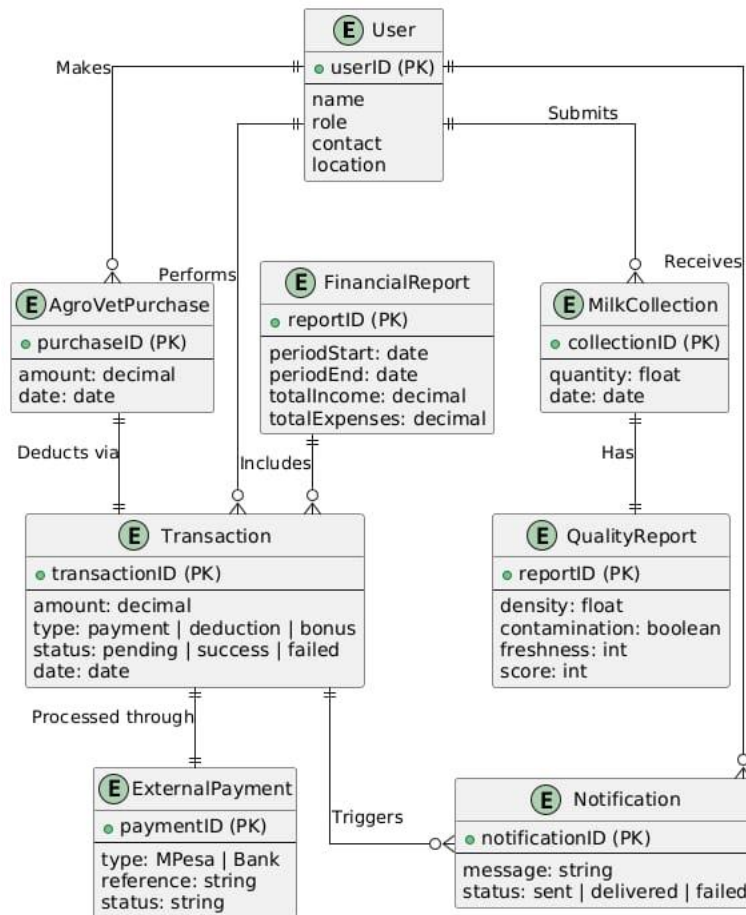 E User
userID (PK)
name
role
contact
location
Makes
Submits
Performs
Receives
E AgroVetPurchase
purchaseID (PK)
amount: decimal
date: date
E FinancialReport
reportID (PK)
periodStart: date
periodEnd: date
totalIncome: decimal
totalExpenses: decimal
E MilkCollection
collectionID (PK)
quantity: float
date: date
Deducts via
Includes
Has
E Transaction
transactionID (PK)
amount: decimal
type: payment | deduction | bonus
status: pending | success | failed
date: date
E QualityReport
reportID (PK)
density: float
contamination: boolean
freshness: int
score: int
Processed through
Triggers
E ExternalPayment
paymentID (PK)
type: MPesa | Bank
reference: string
status: string
E Notification
notificationID (PK)
message: string
status: sent | delivered | failed